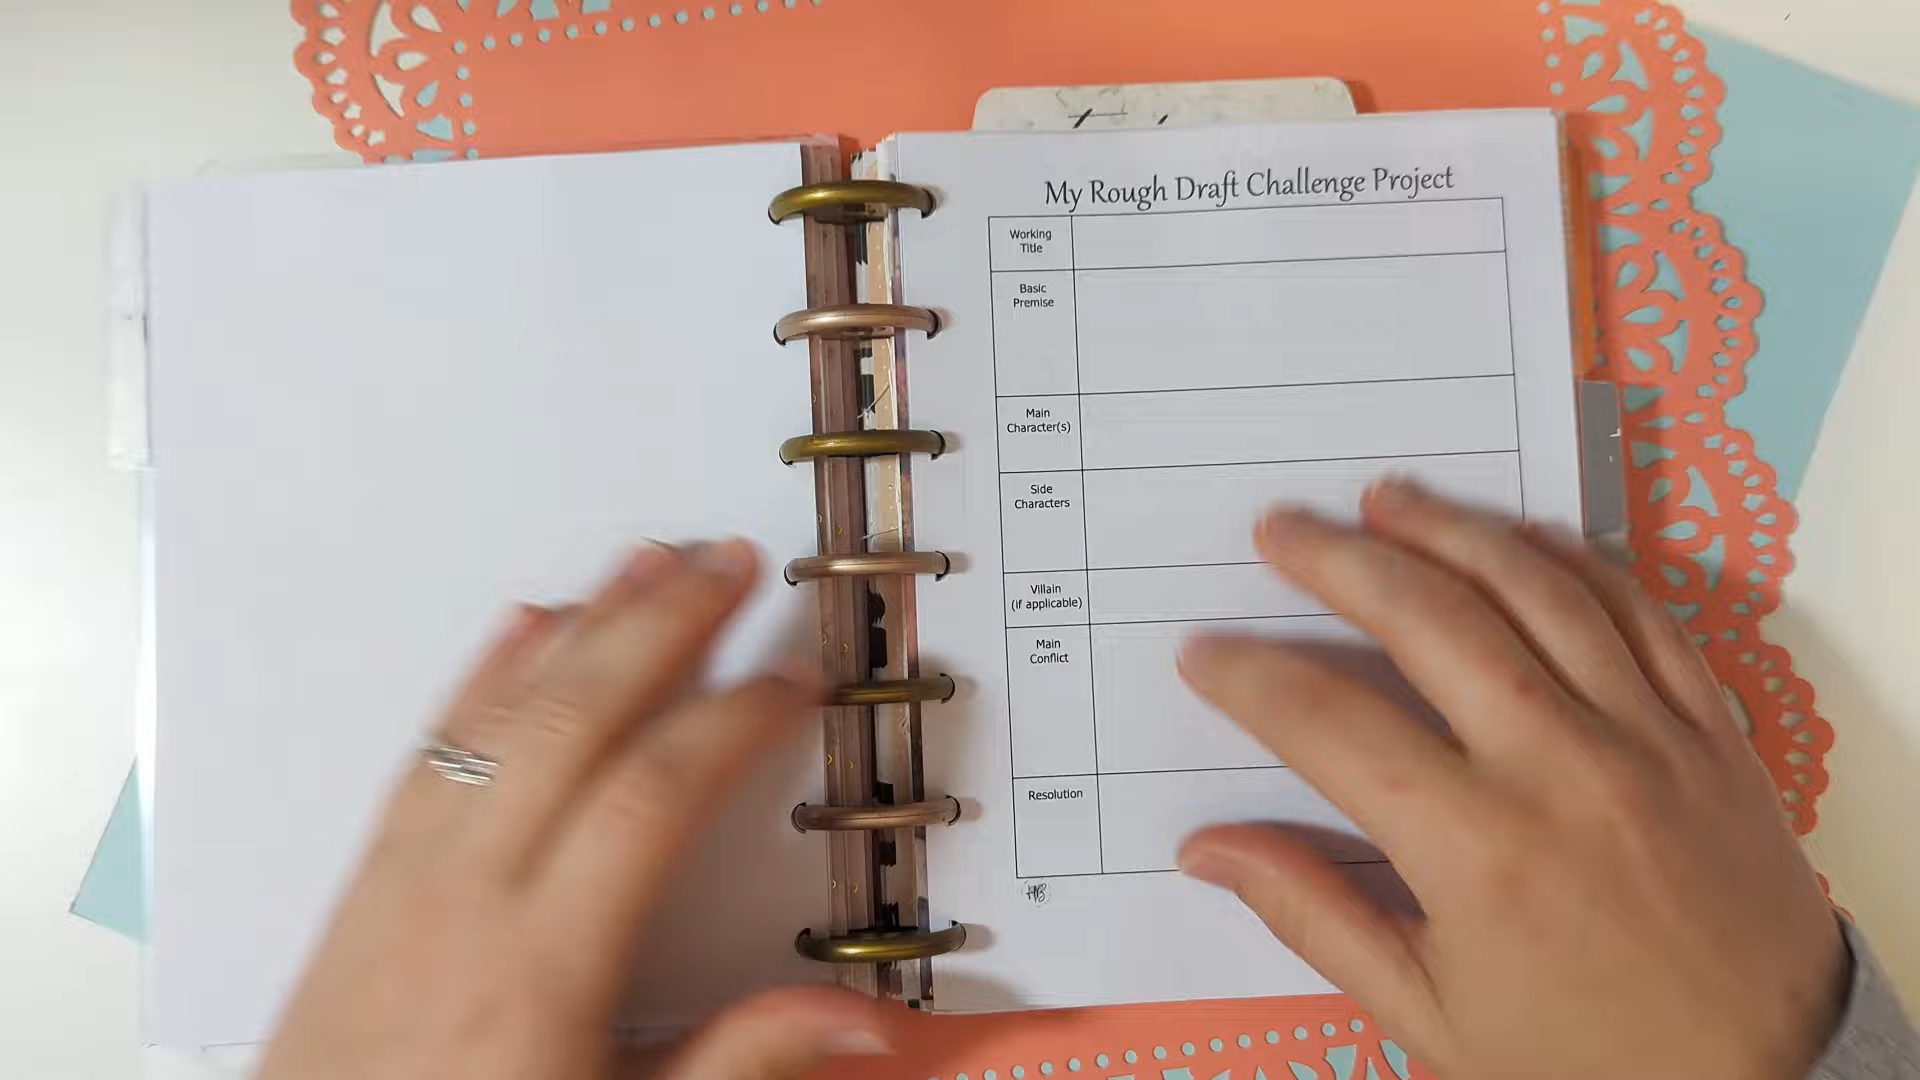 My Rough Draft Challenge Project
Working
Title
Basic
Premise
Main
Character(s)
Side
Characters
Villain
(if applicable)
Main
Conflict
Resolution